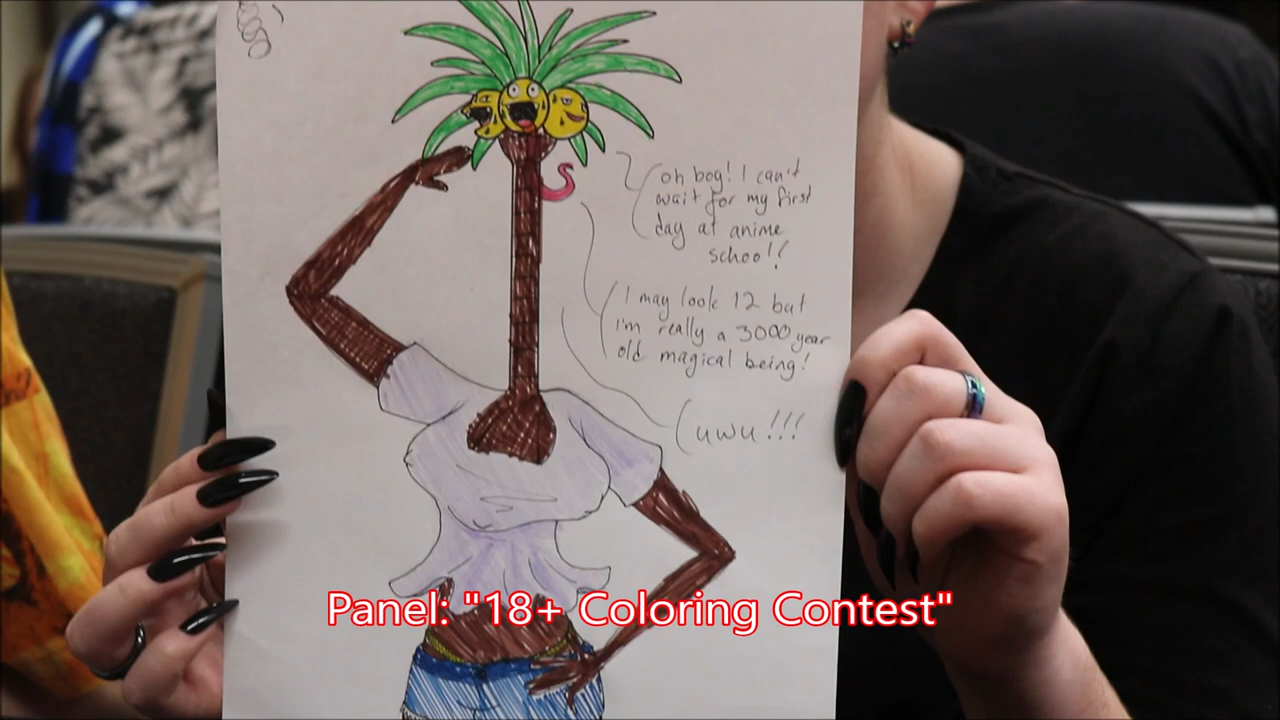 oh boy! I can't
wait for my first
day at anime
school!
I may look 12 but
I'm really a 3000 year
old magical being!
uwu!!!
Panel: "18+ Coloring Contest"